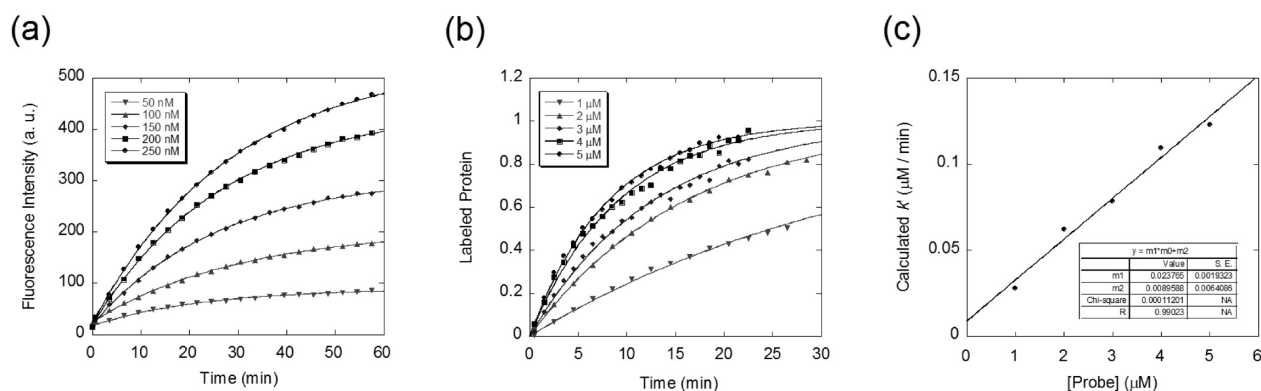 (a)
500
400
300
200
100
0
Fluorescence Intensity (a. u.)
50 nM
100 nM
150 nM
200 nM
250 nM
0 10 20 30 40 50 60
Time (min)
(b)
1.2
1
0.8
0.6
0.4
0.2
0
Labeled Protein
1 μM
2 μM
3 μM
4 μM
5 μM
0 5 10 15 20 25 30
Time (min)
(c)
0.15
0.10
0.05
0
Calculated K (μM / min)
y = m1*m0+m2
Value S. E.
m1 0.023765 0.0019323
m2 0.0089588 0.0064086
Chi-square 0.00011201 NA
R 0.99023 NA
0 1 2 3 4 5 6
[Probe] (μM)